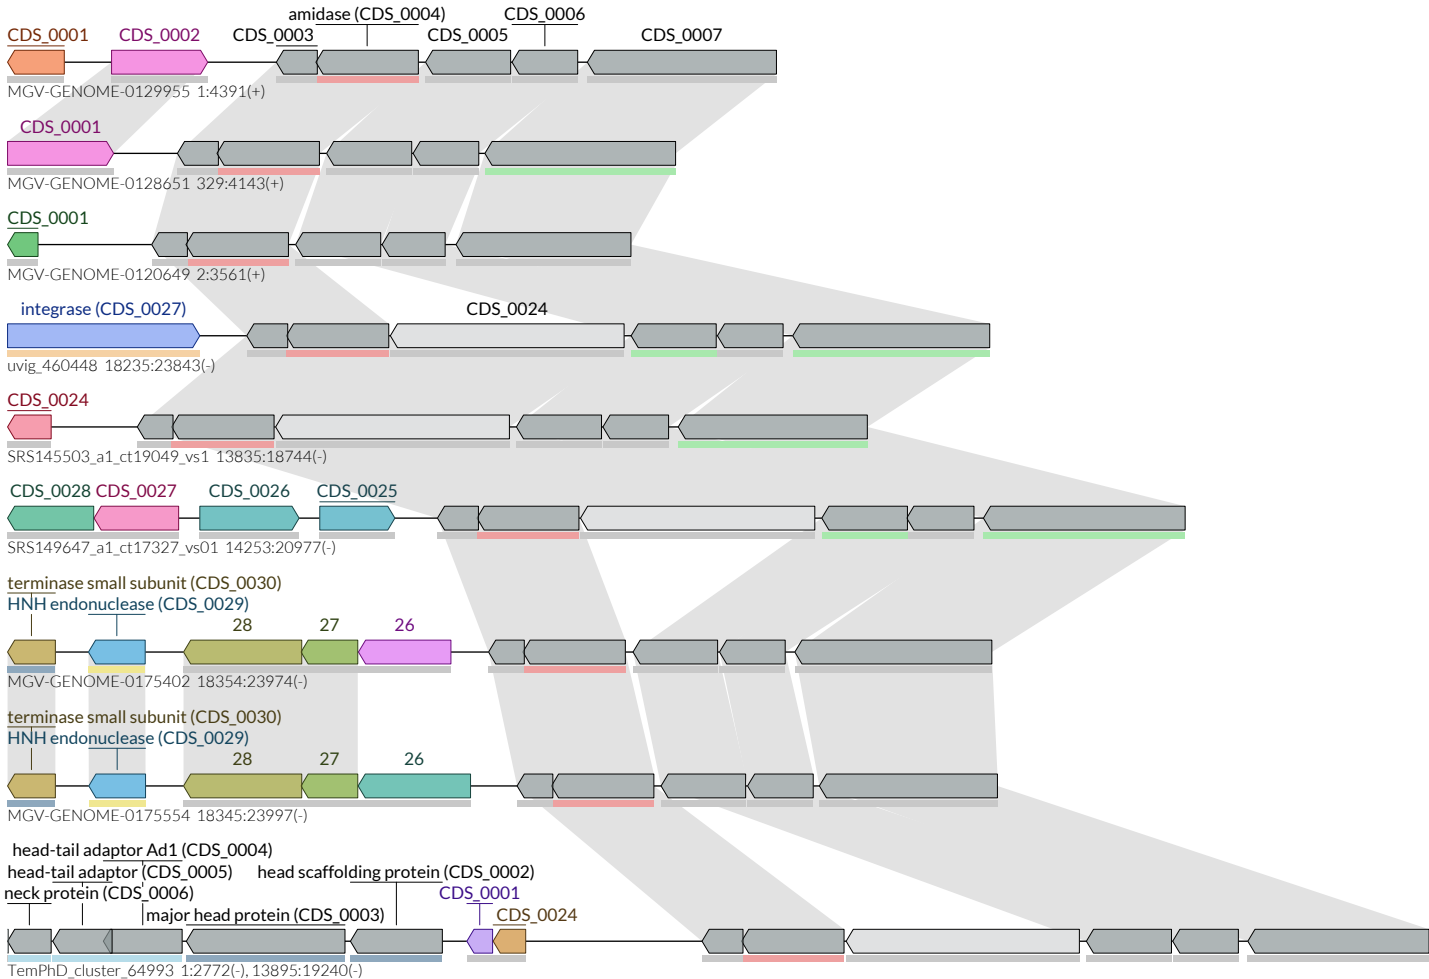 amidase (CDS_0004) CDS_0006
CDS_0001 CDS_0002 CDS_0003 CDS_0005 CDS_0007
MGV-GENOME-0129955 1:4391(+)
CDS_0001
MGV-GENOME-0128651 329:4143(+)
CDS_0001
MGV-GENOME-0120649 2:3561(+)
integrase (CDS_0027) CDS_0024
uvig_460448 18235:23843(-)
CDS_0024
SRS145503_a1_ct19049_vs1 13835:18744(-)
CDS_0028 CDS_0027 CDS_0026 CDS_0025
SRS149647_a1_ct17327_vs01 14253:20977(-)
terminase small subunit (CDS_0030)
HNH endonuclease (CDS_0029)
28 27 26
MGV-GENOME-0175402 18354:23974(-)
terminase small subunit (CDS_0030)
HNH endonuclease (CDS_0029)
28 27 26
MGV-GENOME-0175554 18345:23997(-)
head-tail adaptor Ad1 (CDS_0004)
head-tail adaptor (CDS_0005) head scaffolding protein (CDS_0002)
neck protein (CDS_0006) CDS_0001
major head protein (CDS_0003) CDS_0024
TemPhD_cluster_64993 1:2772(-), 13895:19240(-)